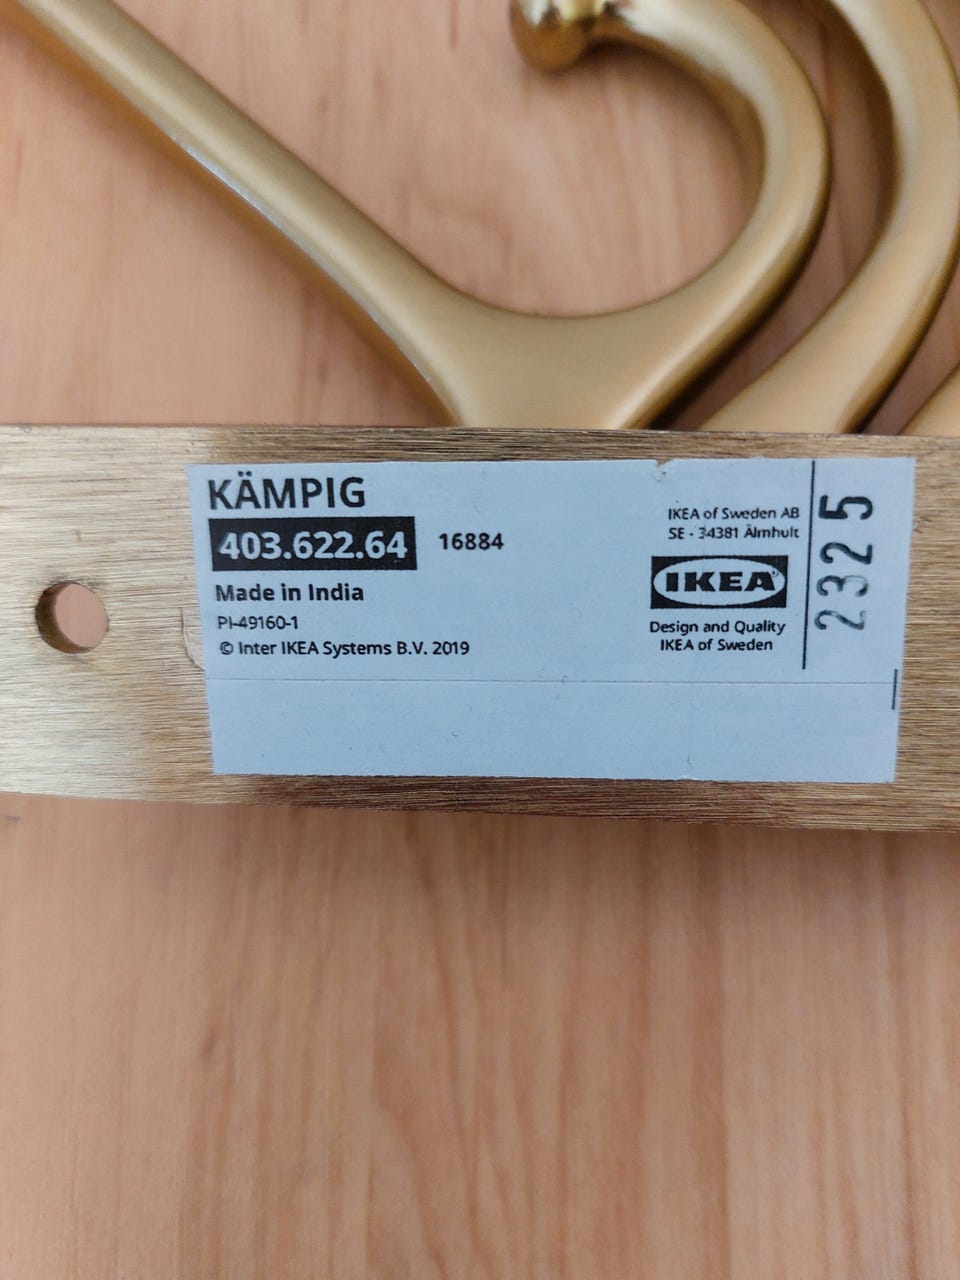 KÄMPIG
403.622.64 16884
Made in India
PI-49160-1
© Inter IKEA Systems B.V. 2019
IKEA of Sweden AB
SE - 34381 Älmhult
IKEA®
Design and Quality
IKEA of Sweden
2325